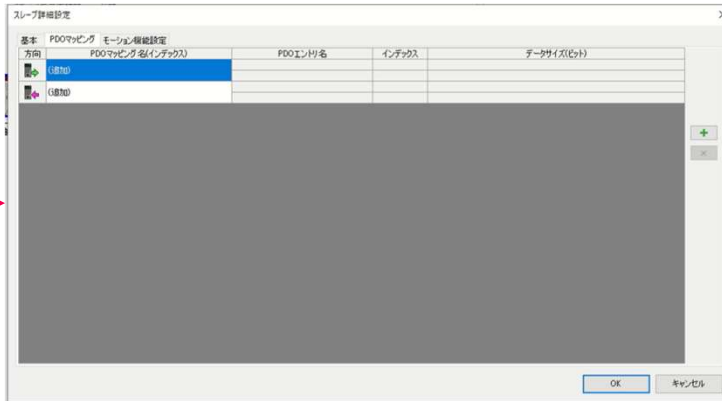 スレーブ詳細設定
基本 PDOマッピング モーション機能設定
方向 PDOマッピング名(インデックス) PDOエントリ名 インデックス データサイズ(ビット)
(追加)
(追加)
OK キャンセル